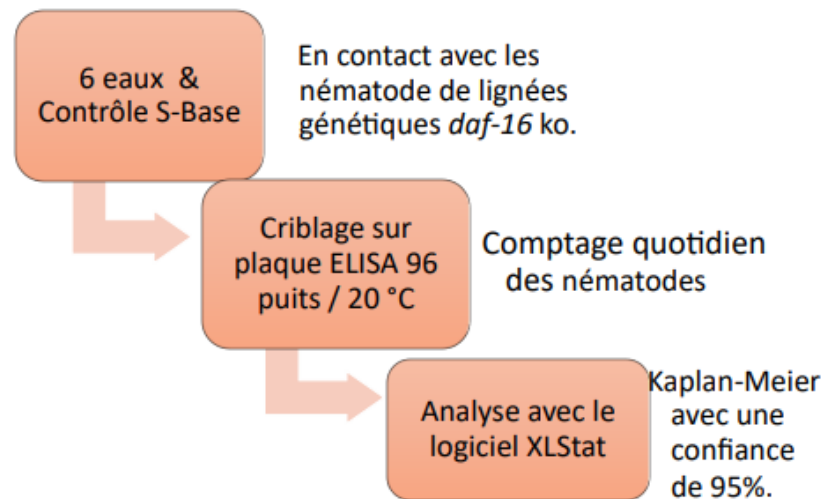 6 eaux &
Contrôle S-Base
En contact avec les
nématode de lignées
génétiques daf-16 ko.
Criblage sur
plaque ELISA 96
puits / 20 °C
Comptage quotidien
des nématodes
Analyse avec le
logiciel XLStat
Kaplan-Meier
avec une
confiance
de 95%.